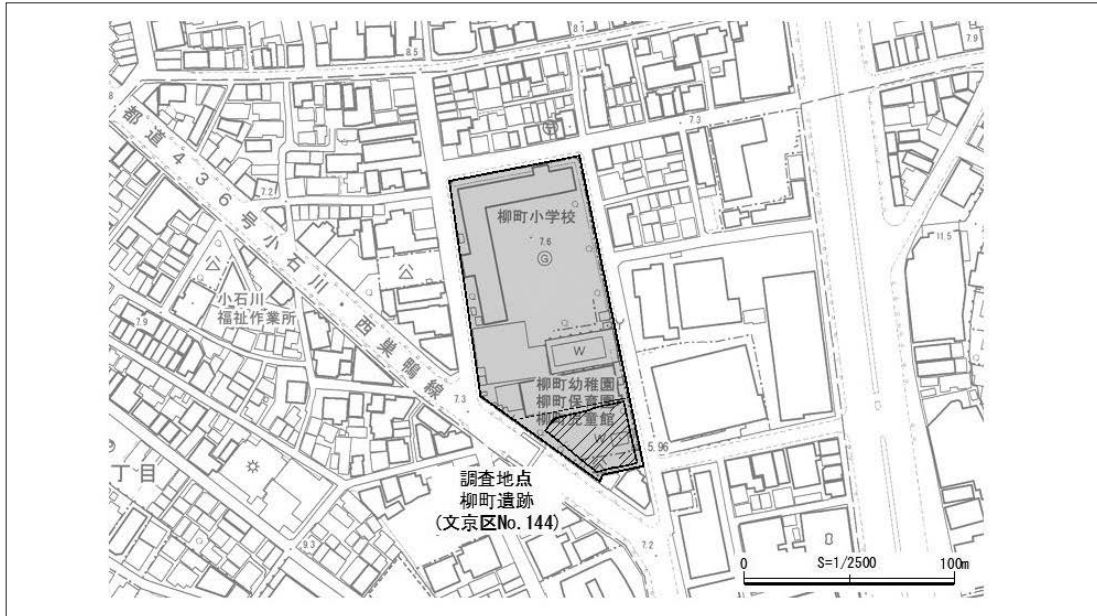 8.1
7.9
8.5
8
7.3
都道436号小石川・西巣鴨線
7.2
柳町小学校
7.6
G
11.5
公
公
小石川
福祉作業所
7.9
W
柳町幼稚園
柳町保育園
柳町児童館
7.3
W
5.96
丁目
調査地点
柳町遺跡
(文京区No.144)
9.3
7.2
0 S=1/2500 100m